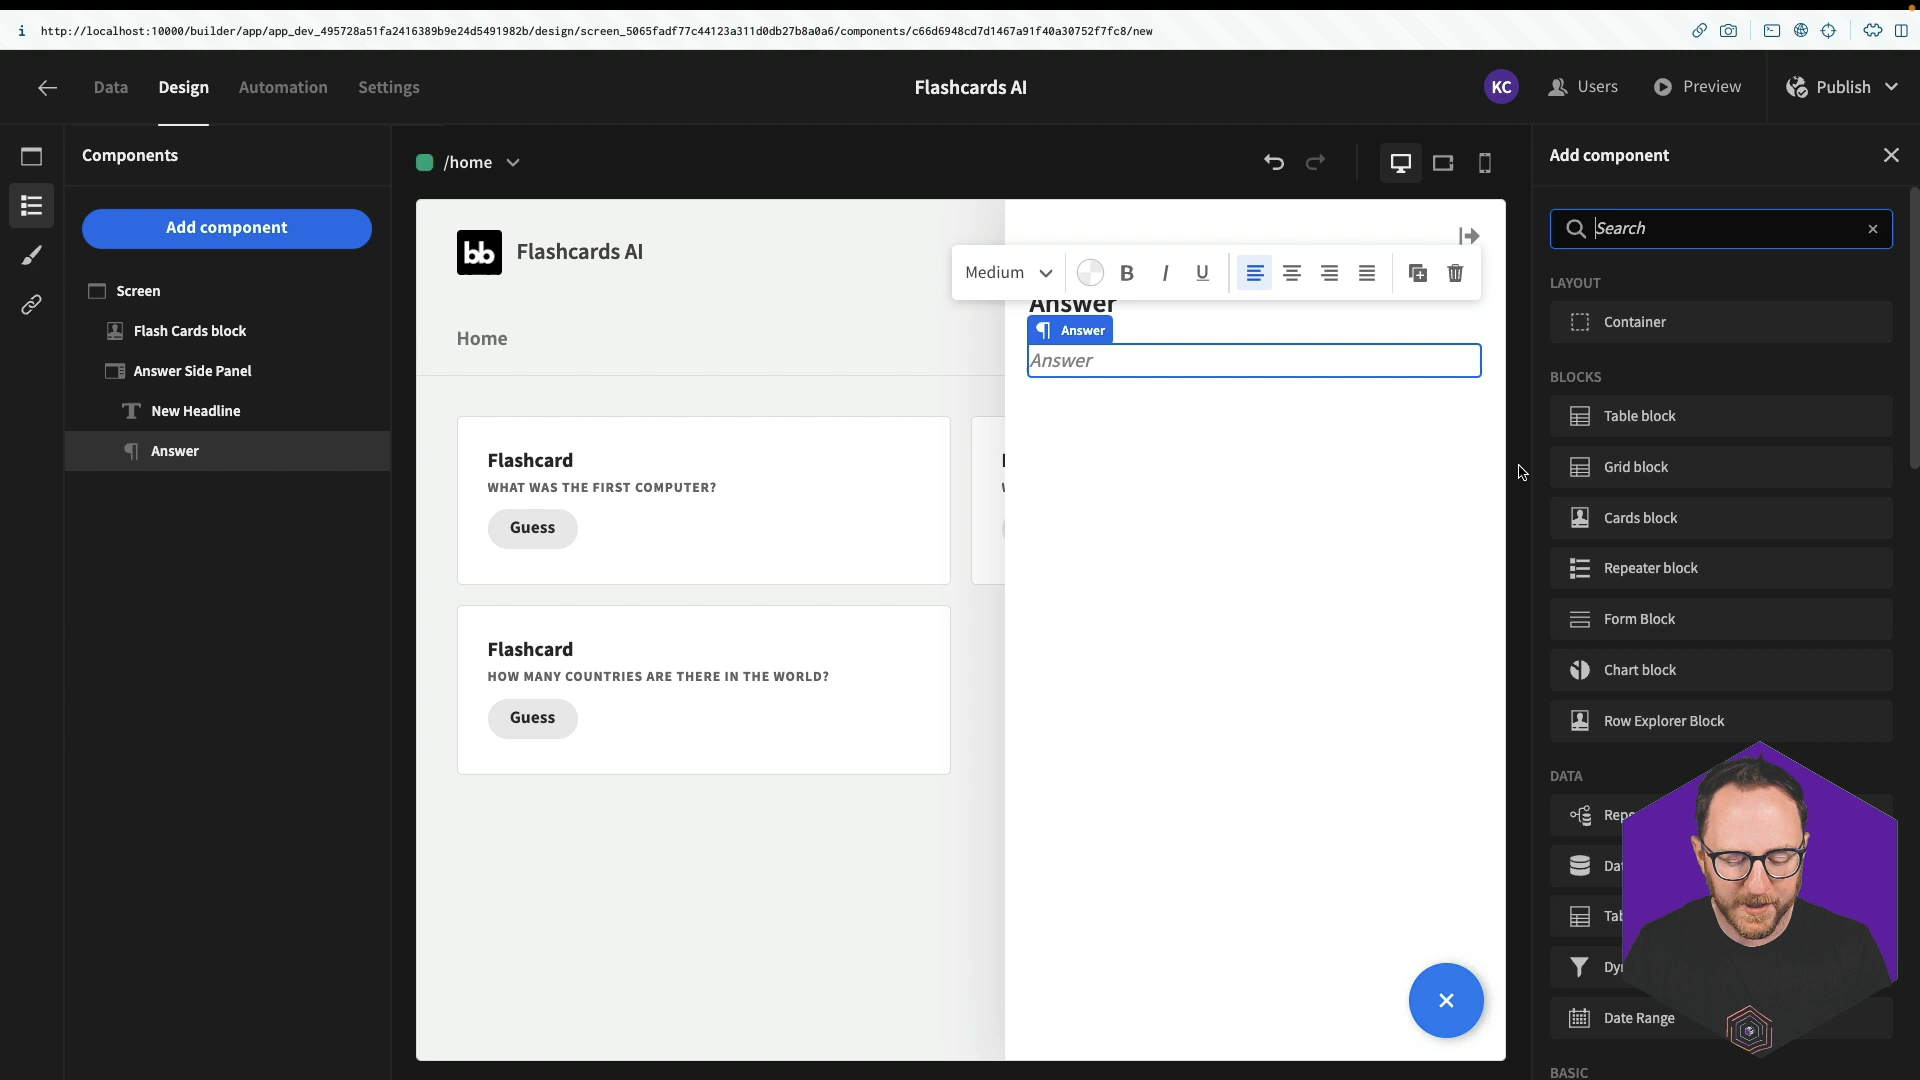 i http://localhost:10000/builder/app/app_dev_495728a51fa2416389b9e24d5491982b/design/screen_5065fadf77c44123a311d0db27b8a0a6/components/c66d6948cd7d1467a91f40a30752f7fc8/new
Data Design Automation Settings
Flashcards AI
KC Users Preview Publish
Components
/home
Add component
Add component
Search
Screen
Flash Cards block
Answer Side Panel
New Headline
Answer
bb Flashcards AI
Home
Medium B I U
Answer
Answer
Answer
Flashcard
WHAT WAS THE FIRST COMPUTER?
Guess
Flashcard
HOW MANY COUNTRIES ARE THERE IN THE WORLD?
Guess
LAYOUT
Container
BLOCKS
Table block
Grid block
Cards block
Repeater block
Form Block
Chart block
Row Explorer Block
DATA
Date Range
BASIC